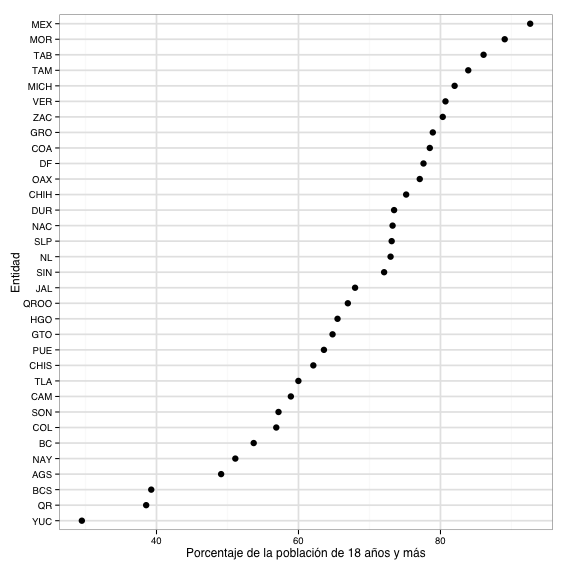 MEX
MOR
TAB
TAM
MICH
VER
ZAC
GRO
COA
DF
OAX
CHIH
DUR
NAC
SLP
NL
SIN
JAL
QROO
HGO
GTO
PUE
CHIS
TLA
CAM
SON
COL
BC
NAY
AGS
BCS
QR
YUC
Entidad
40 60 80
Porcentaje de la población de 18 años y más